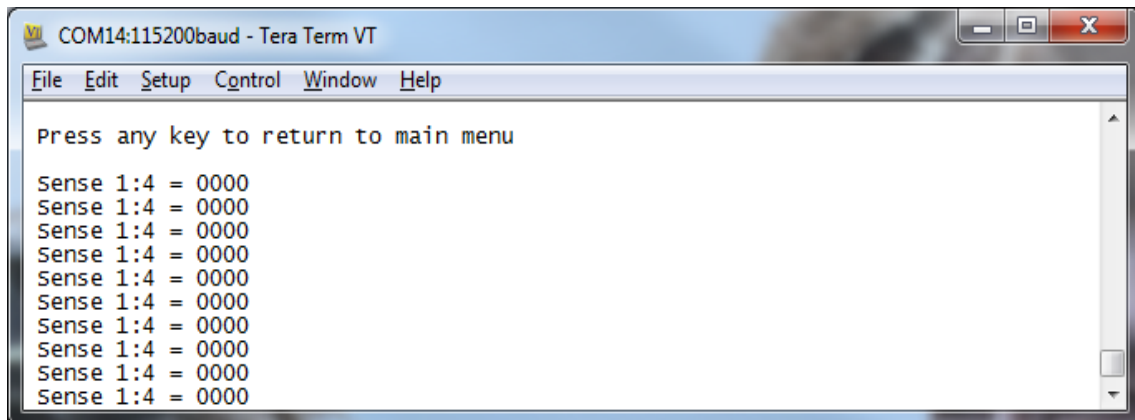 COM14:115200baud - Tera Term VT
File Edit Setup Control Window Help
Press any key to return to main menu
Sense 1:4 = 0000
Sense 1:4 = 0000
Sense 1:4 = 0000
Sense 1:4 = 0000
Sense 1:4 = 0000
Sense 1:4 = 0000
Sense 1:4 = 0000
Sense 1:4 = 0000
Sense 1:4 = 0000
Sense 1:4 = 0000